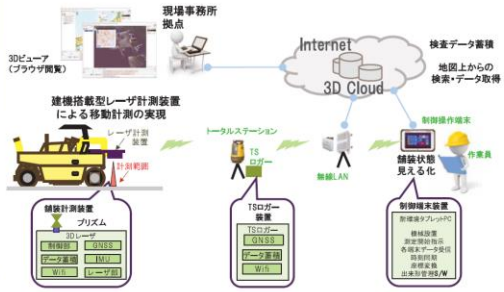 現場事務所
拠点
3Dビューア
(ブラウザ閲覧)
Internet
3D Cloud
検査データ蓄積
地図上からの
検索・データ取得
建機搭載型レーザ計測装置
による移動計測の実現
レーザ計測
装置
計測範囲
トータルステーション
TS
ロガー
無線LAN
制御操作端末
舗装状態
見える化
作業員
舗装計測装置
プリズム
3Dレーザ
制御部
GNSS
データ蓄積
IMU
Wifi
レーザ部
TSロガー
装置
TSロガー
GNSS
データ蓄積
Wifi
制御端末装置
耐環境タブレットPC
機械設置
測定開始指示
各端末データ受信
時刻同期
座標変換
出来形管理S/W